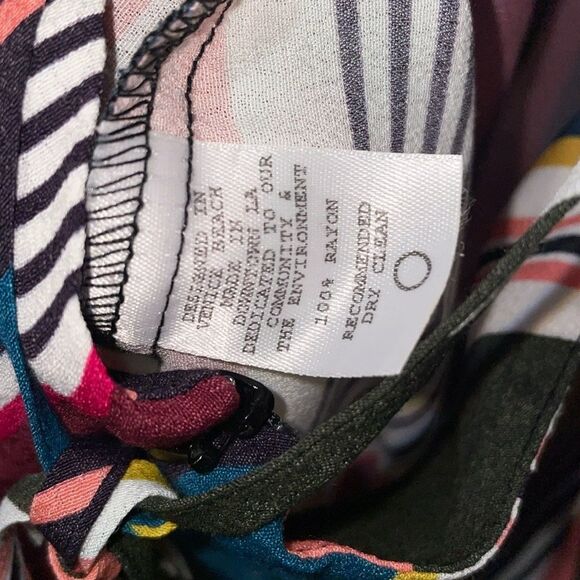 DESIGNED IN
VENICE BEACH
MADE IN
DOWNTOWN LA
DEDICATED TO OUR
COMMUNITY &
THE ENVIRONMENT
100% RAYON
RECOMMENDED
DRY CLEAN